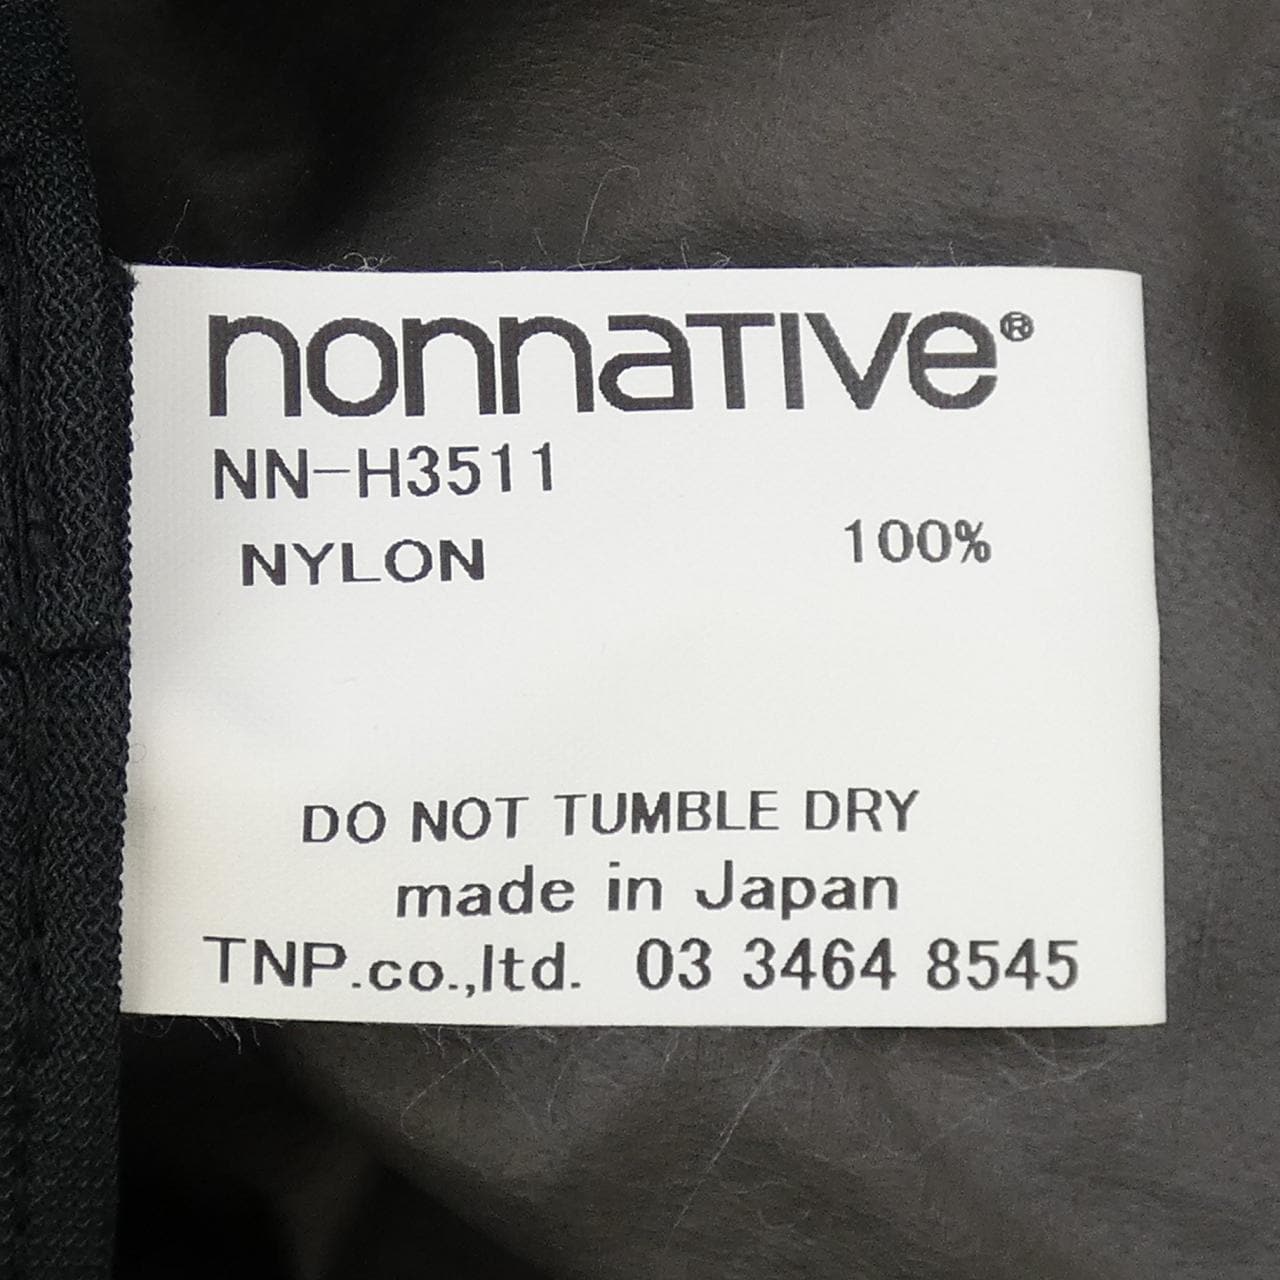 nonnative®
NN-H3511
NYLON 100%
DO NOT TUMBLE DRY
made in Japan
TNP.co.,ltd. 03 3464 8545